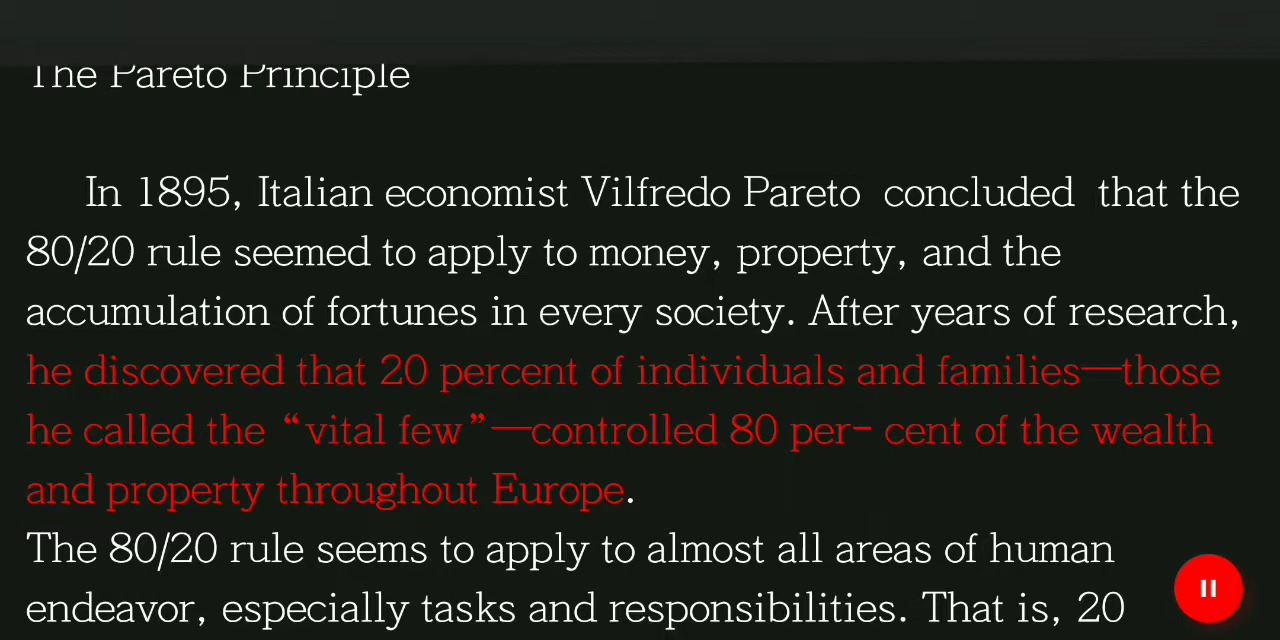 The Pareto Principle
In 1895, Italian economist Vilfredo Pareto concluded that the
80/20 rule seemed to apply to money, property, and the
accumulation of fortunes in every society. After years of research,
he discovered that 20 percent of individuals and families—those
he called the “vital few”—controlled 80 per- cent of the wealth
and property throughout Europe.
The 80/20 rule seems to apply to almost all areas of human
endeavor, especially tasks and responsibilities. That is, 20